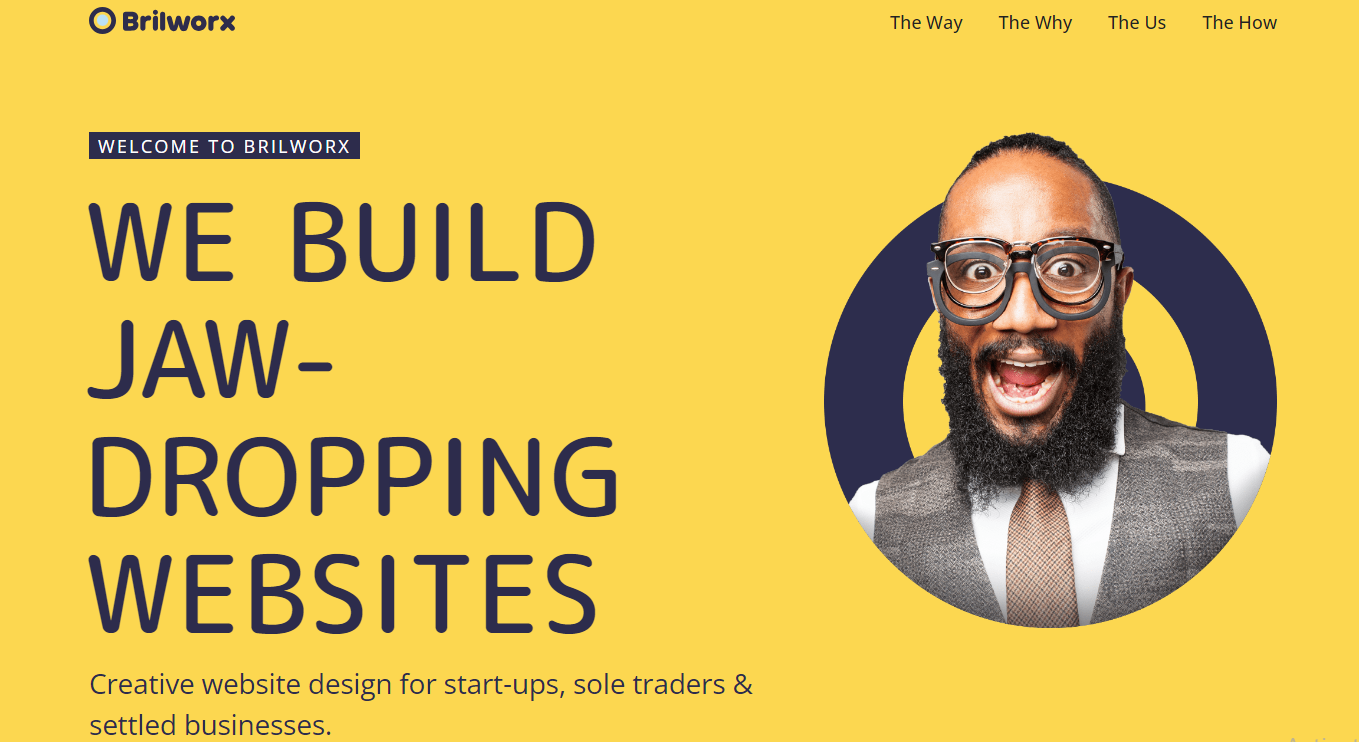 Brilworx
The Way The Why The Us The How
WELCOME TO BRILWORX
WE BUILD
JAW-
DROPPING
WEBSITES
Creative website design for start-ups, sole traders &
settled businesses.